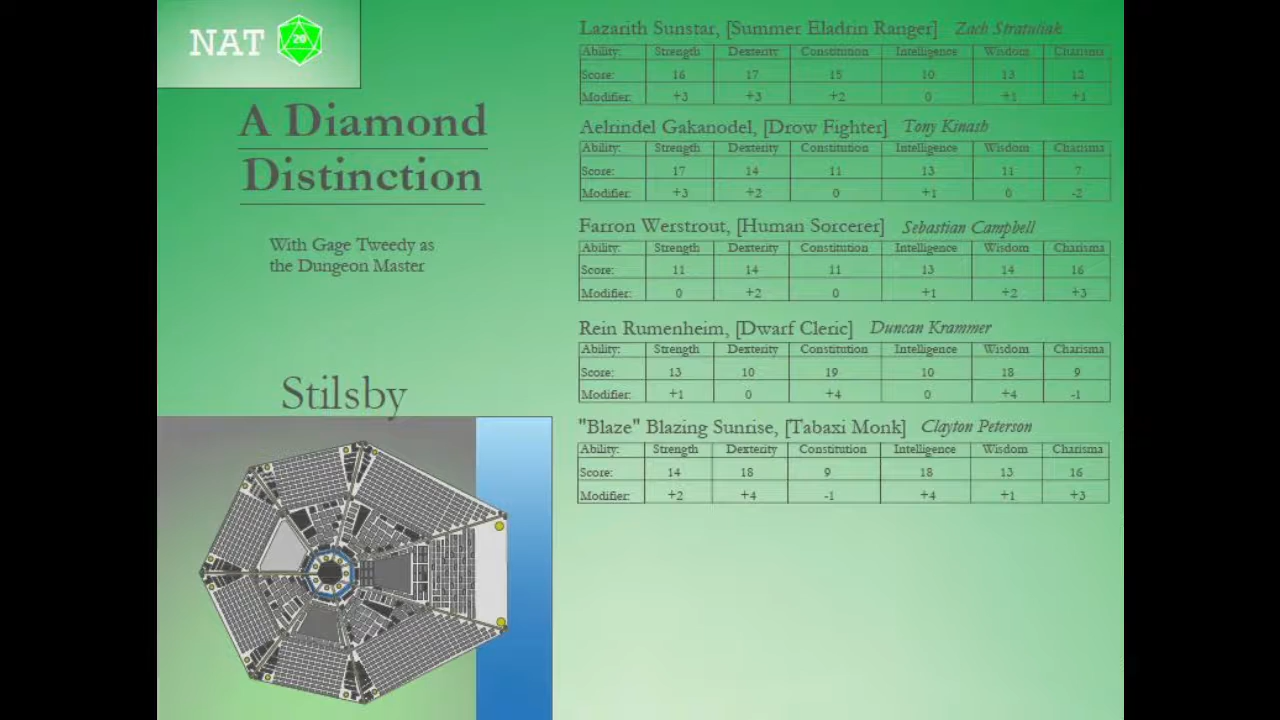 NAT 20
A Diamond
Distinction
With Gage Tweedy as
the Dungeon Master
Stilsby
Lazarith Sunstar, [Summer Eladrin Ranger] Zach Stratuliak
Ability: Strength Dexterity Constitution Intelligence Wisdom Charisma
Score: 16 17 15 10 13 12
Modifier: +3 +3 +2 0 +1 +1
Aelrindel Gakanodel, [Drow Fighter] Tony Kinash
Ability: Strength Dexterity Constitution Intelligence Wisdom Charisma
Score: 17 14 11 13 11 7
Modifier: +3 +2 0 +1 0 -2
Farron Werstrout, [Human Sorcerer] Sebastian Campbell
Ability: Strength Dexterity Constitution Intelligence Wisdom Charisma
Score: 11 14 11 13 14 16
Modifier: 0 +2 0 +1 +2 +3
Rein Rumenheim, [Dwarf Cleric] Duncan Krammer
Ability: Strength Dexterity Constitution Intelligence Wisdom Charisma
Score: 13 10 19 10 18 9
Modifier: +1 0 +4 0 +4 -1
"Blaze" Blazing Sunrise, [Tabaxi Monk] Clayton Peterson
Ability: Strength Dexterity Constitution Intelligence Wisdom Charisma
Score: 14 18 9 18 13 16
Modifier: +2 +4 -1 +4 +1 +3